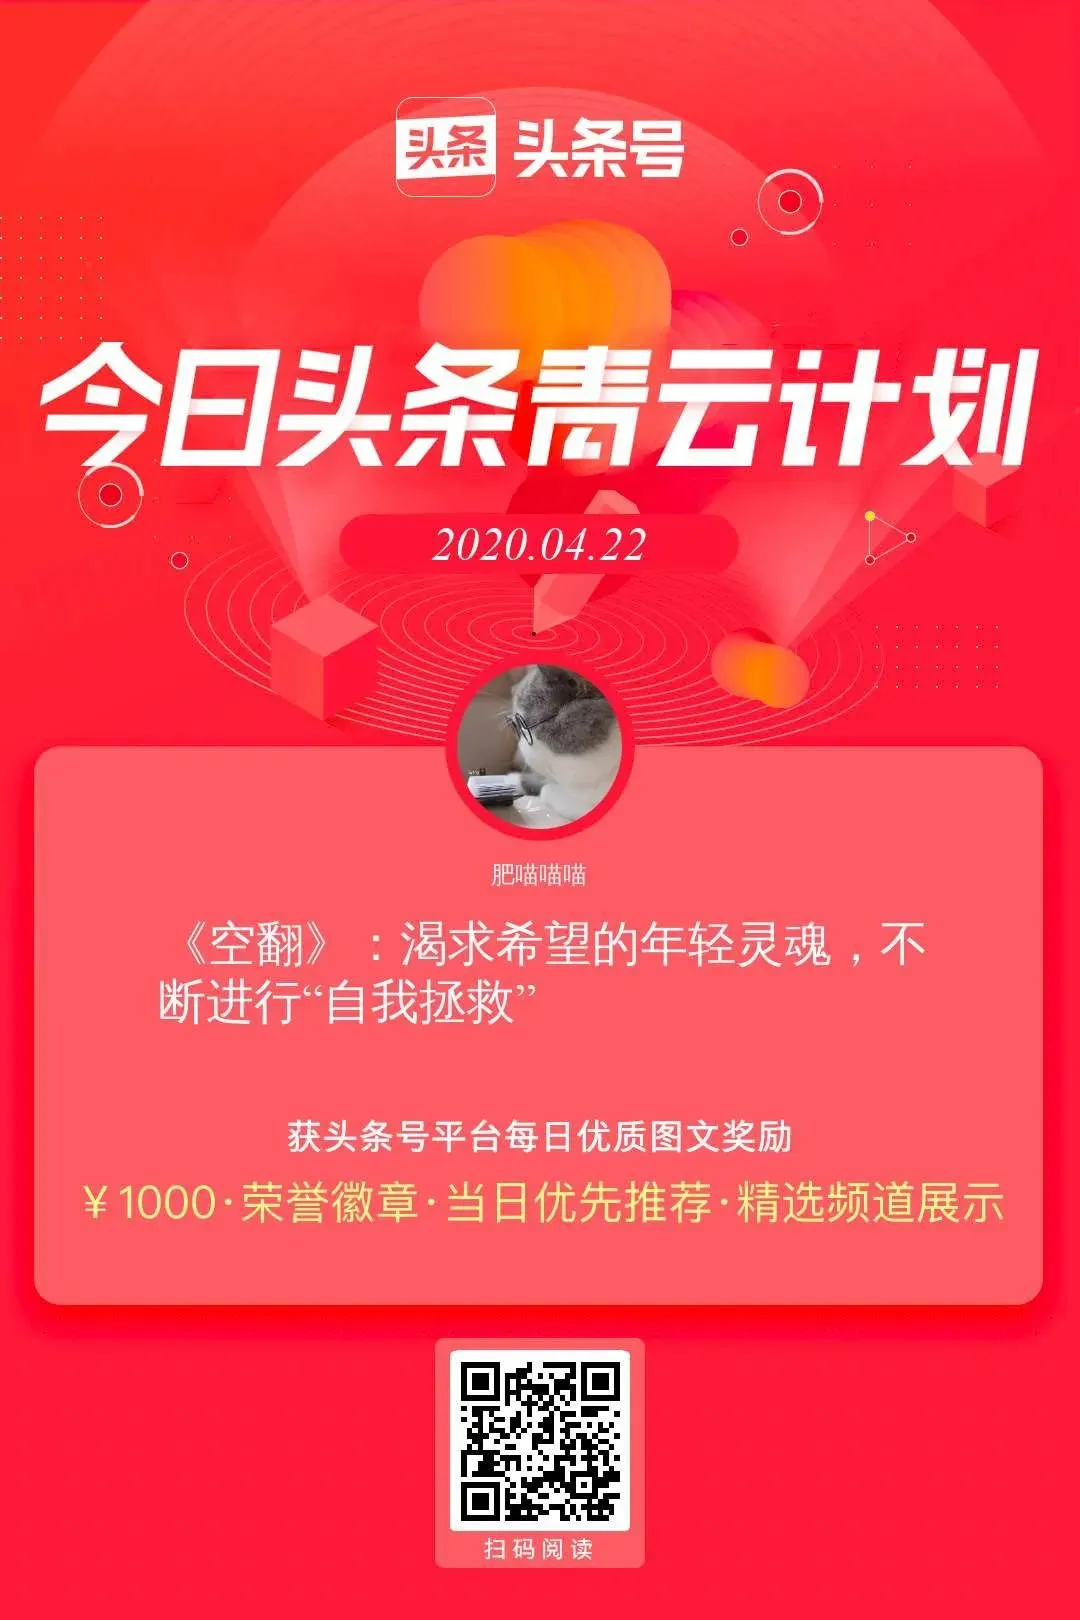 头条 头条号
今日头条青云计划
2020.04.22
肥喵喵喵
《空翻》：渴求希望的年轻灵魂，不
断进行“自我拯救”
获头条号平台每日优质图文奖励
￥1000·荣誉徽章·当日优先推荐·精选频道展示
扫码阅读